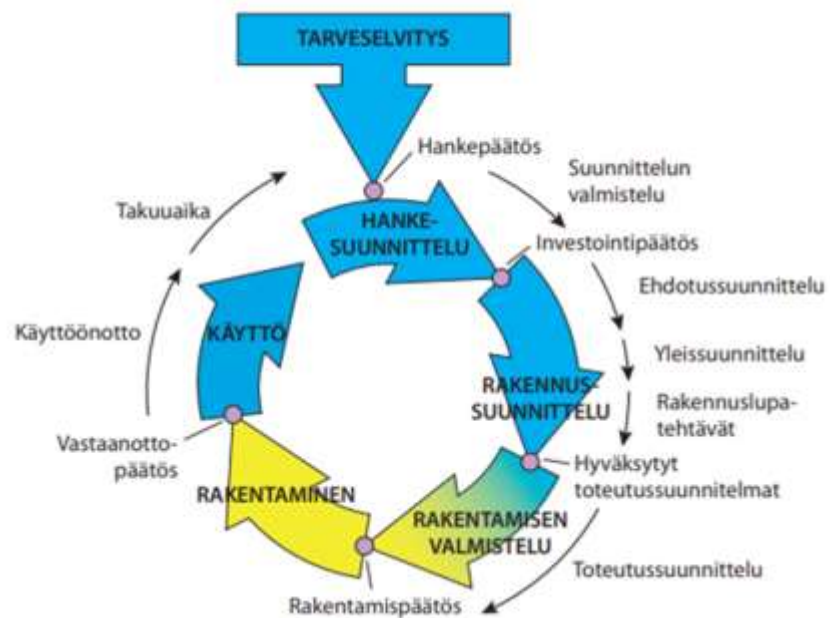 TARVESELVITYS
Hankepäätös
Suunnittelun
valmistelu
Takuuaika
HANKE-
SUUNNITTELU
Investointipäätös
Ehdotussuunnittelu
Käyttöönotto
KÄYTTÖ
Yleissuunnittelu
RAKENNUS-
SUUNNITTELU
Rakennuslupa-
tehtävät
Vastaanotto-
päätös
Hyväksytyt
toteutussuunnitelmat
RAKENTAMINEN
RAKENTAMISEN
VALMISTELU
Toteutussuunnittelu
Rakentamispäätös